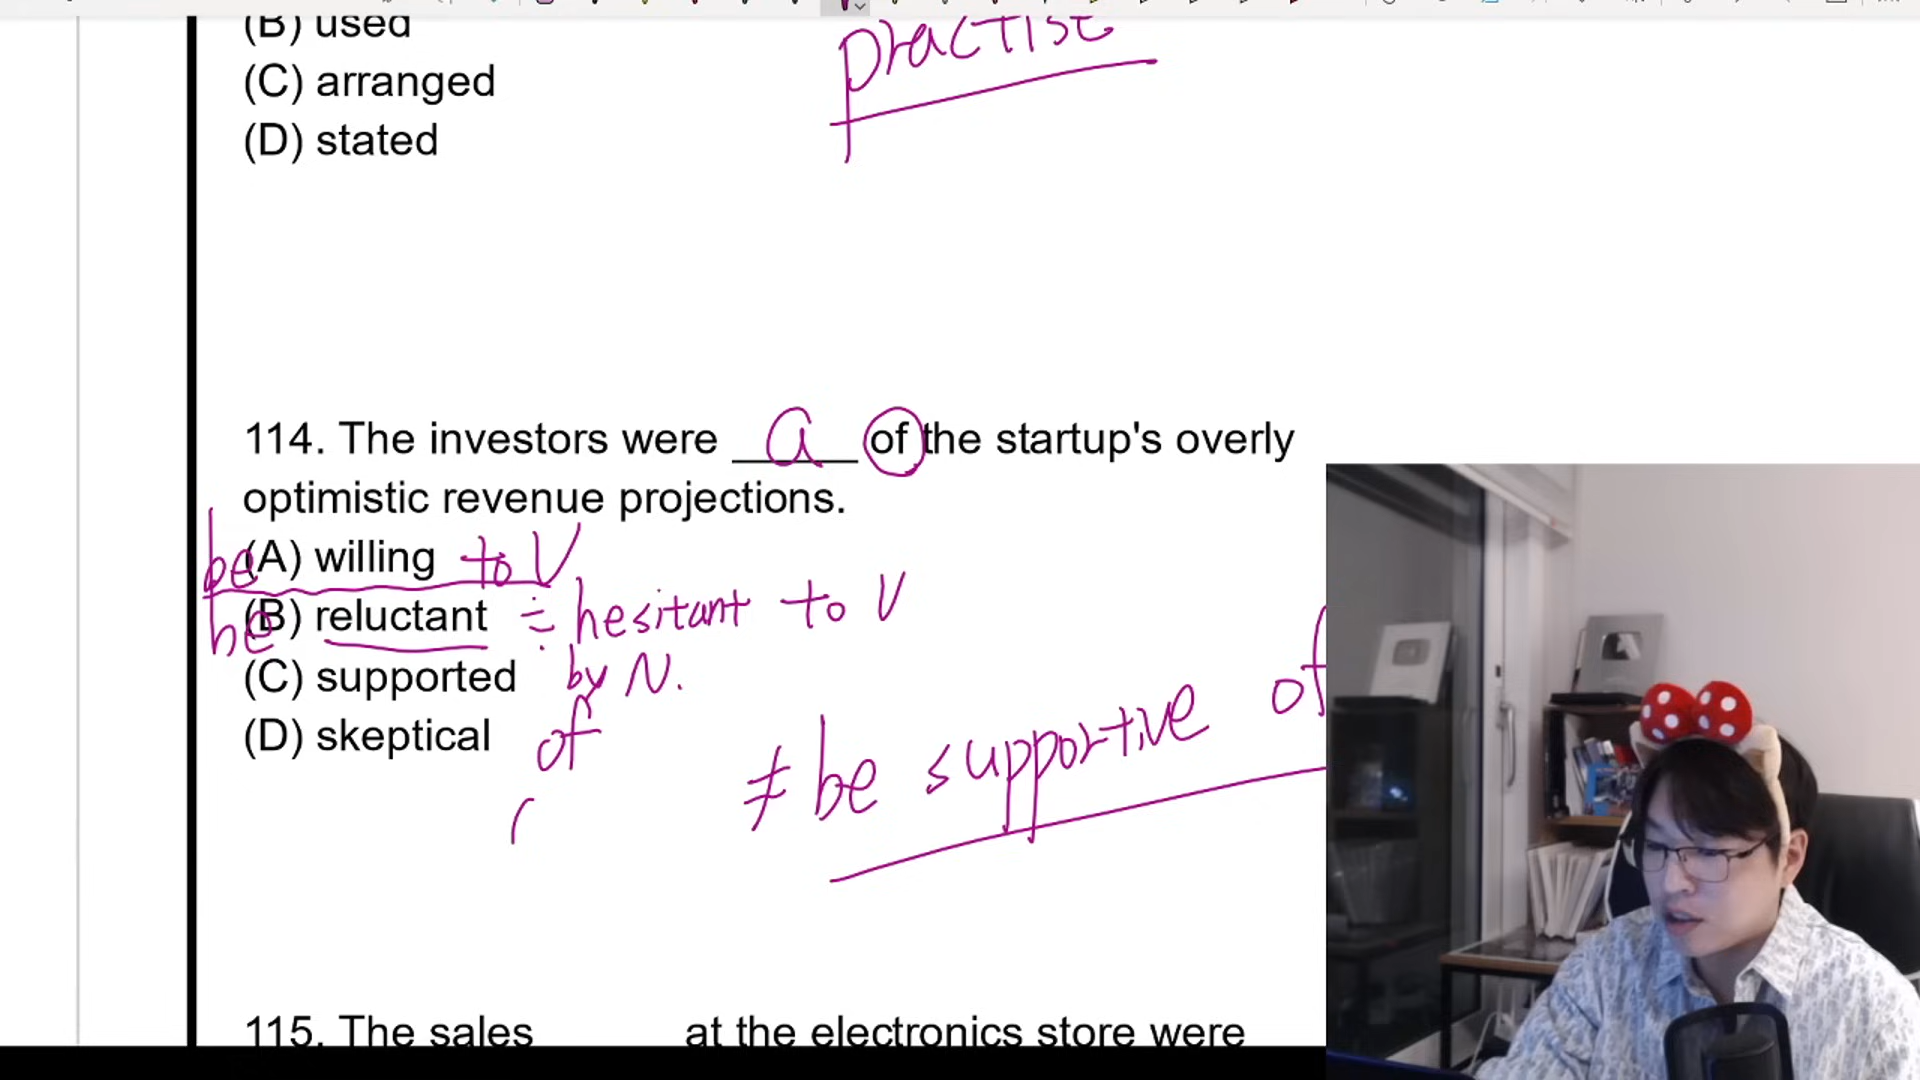 (B) used
practise
(C) arranged
(D) stated
114. The investors were a of the startup's overly
optimistic revenue projections.
be (A) willing to V
be (B) reluctant ≒ hesitant to V
(C) supported by N.
(D) skeptical of
≠ be supportive of
115. The sales at the electronics store were